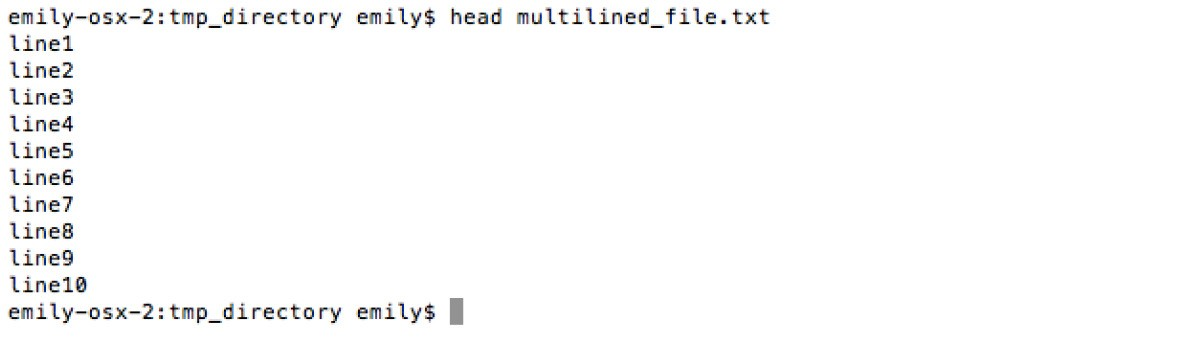 emily-osx-2:tmp_directory emily$ head multilined_file.txt
line1
line2
line3
line4
line5
line6
line7
line8
line9
line10
emily-osx-2:tmp_directory emily$